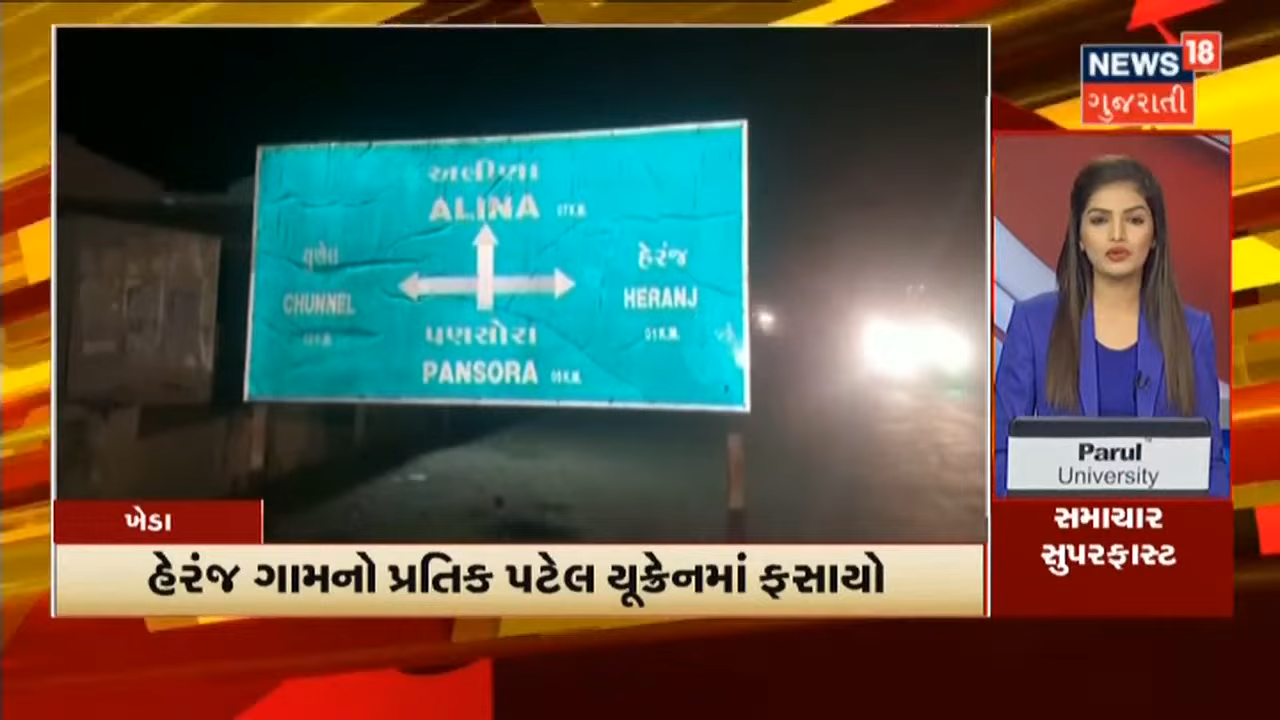 NEWS 18
ગુજરાતી
અલીણા
ALINA
હેરંજ
CHUNNEL
HERANJ
પણસોરા
PANSORA
Parul
University
ખેડા
હેરંજ ગામનો પ્રતિક પટેલ યૂક્રેનમાં ફસાયો
સમાચાર
સુપરફાસ્ટ